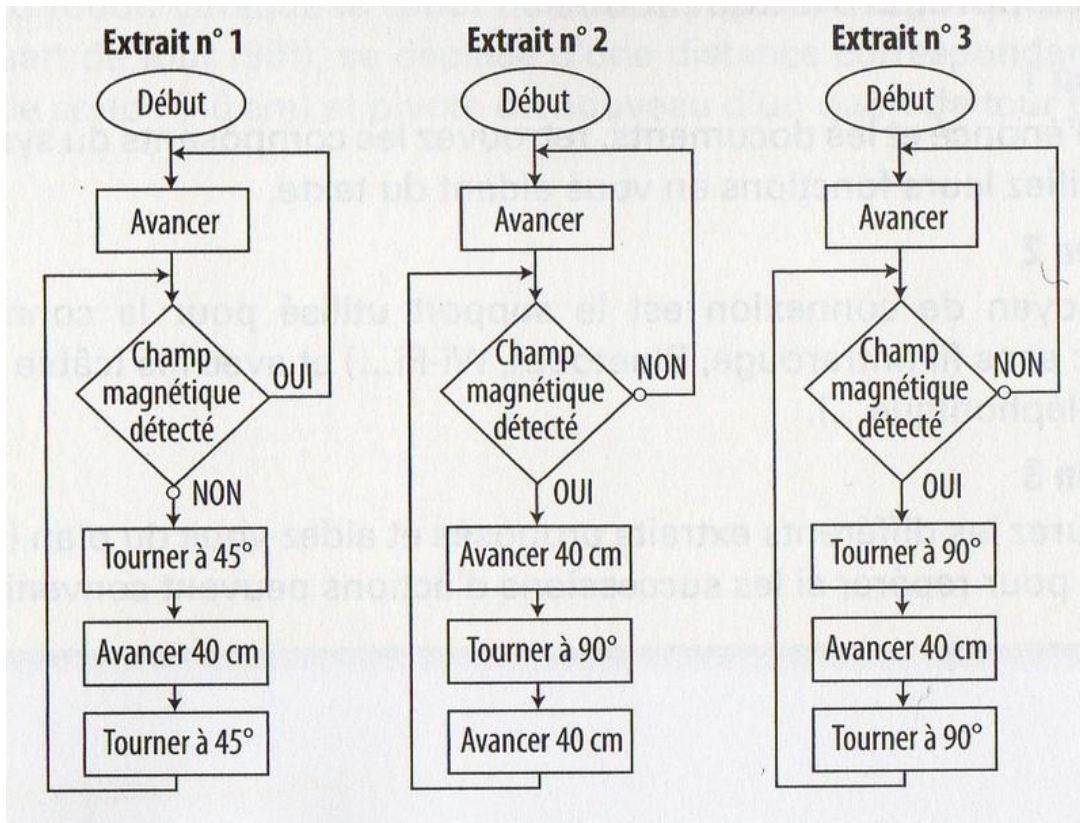 Extrait n° 1
Début
Avancer
Champ
magnétique
détecté
OUI
NON
Tourner à 45°
Avancer 40 cm
Tourner à 45°
Extrait n° 2
Début
Avancer
Champ
magnétique
détecté
NON
OUI
Avancer 40 cm
Tourner à 90°
Avancer 40 cm
Extrait n° 3
Début
Avancer
Champ
magnétique
détecté
NON
OUI
Tourner à 90°
Avancer 40 cm
Tourner à 90°